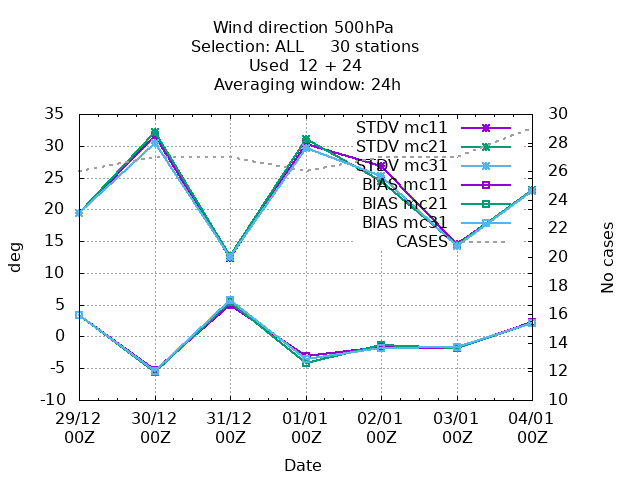 Wind direction 500hPa
Selection: ALL     30 stations
Used  12 + 24
Averaging window: 24h
35
30
25
20
15
10
5
0
-5
-10
deg
30
28
26
24
22
20
18
16
14
12
10
No cases
STDV mc11
STDV mc21
STDV mc31
BIAS mc11
BIAS mc21
BIAS mc31
CASES
29/12 30/12 31/12 01/01 02/01 03/01 04/01
00Z 00Z 00Z 00Z 00Z 00Z 00Z
Date